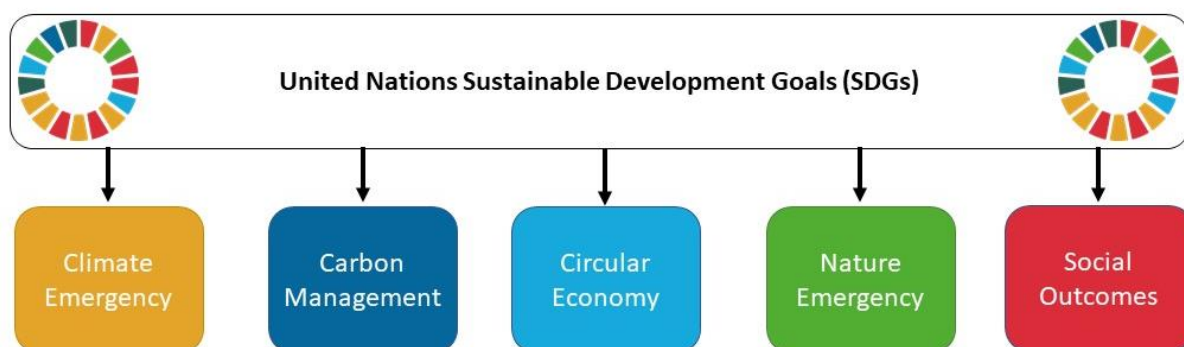 United Nations Sustainable Development Goals (SDGs)
Climate
Emergency
Carbon
Management
Circular
Economy
Nature
Emergency
Social
Outcomes